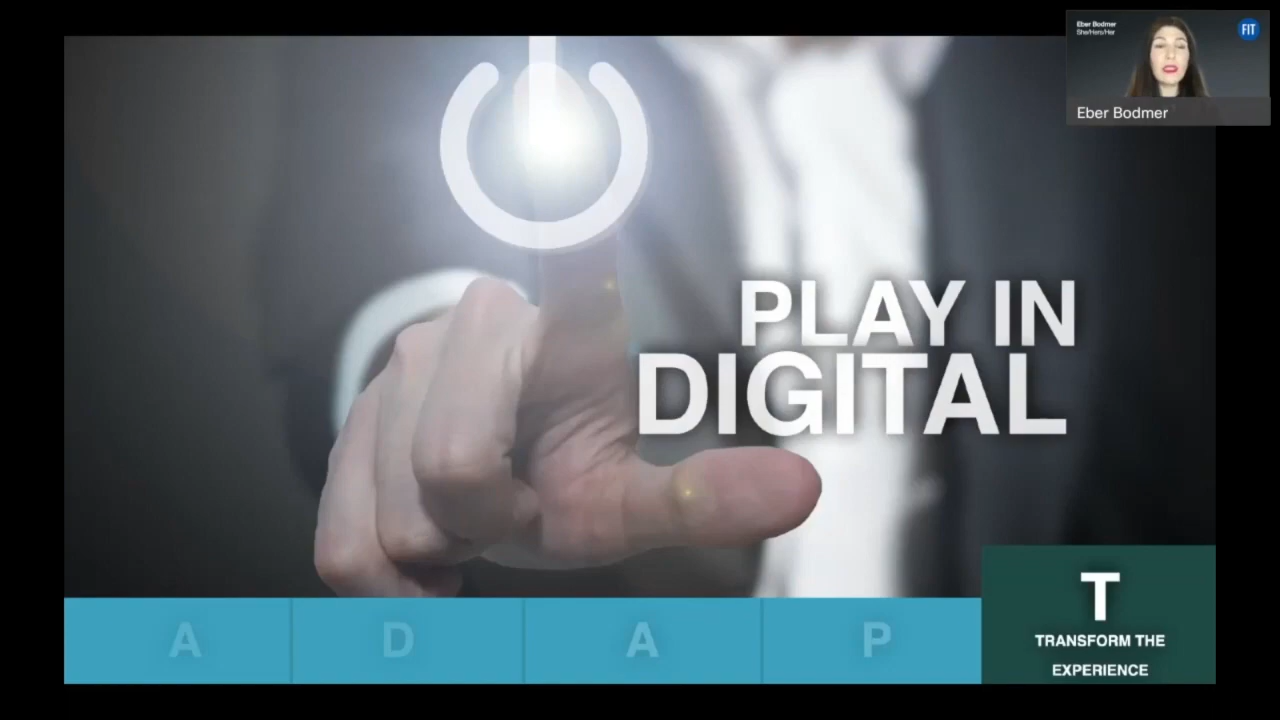 Eber Bodmer
She/Hers/Her
FIT
Eber Bodmer
PLAY IN
DIGITAL
A
D
A
P
T
TRANSFORM THE
EXPERIENCE